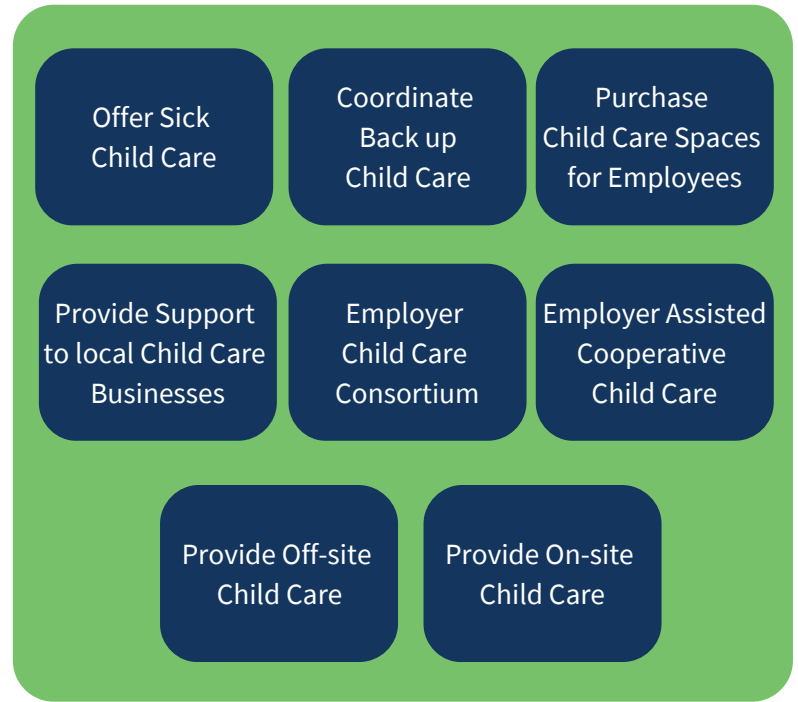 Offer Sick
Child Care
Coordinate
Back up
Child Care
Purchase
Child Care Spaces
for Employees
Provide Support
to local Child Care
Businesses
Employer
Child Care
Consortium
Employer Assisted
Cooperative
Child Care
Provide Off-site
Child Care
Provide On-site
Child Care